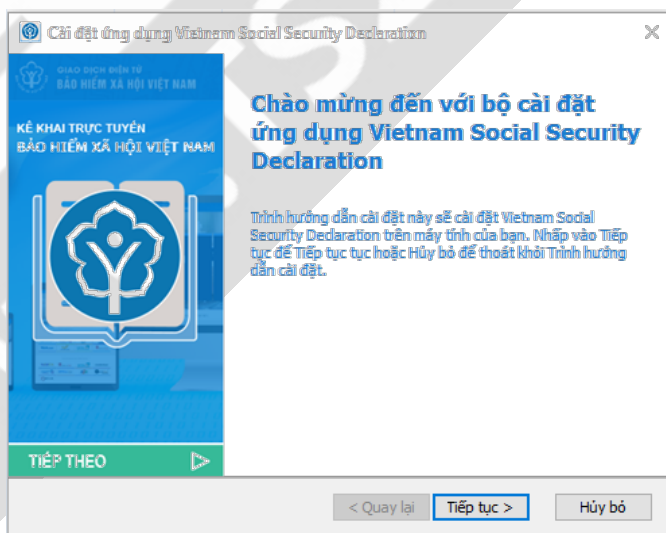 Cài đặt ứng dụng Vietnam Social Security Declaration
GIAO DỊCH ĐIỆN TỬ
BẢO HIỂM XÃ HỘI VIỆT NAM
KÊ KHAI TRỰC TUYẾN
BẢO HIỂM XÃ HỘI VIỆT NAM
TIẾP THEO
Chào mừng đến với bộ cài đặt
ứng dụng Vietnam Social Security
Declaration
Trình hướng dẫn cài đặt này sẽ cài đặt Vietnam Social
Security Declaration trên máy tính của bạn. Nhấp vào Tiếp
tục để Tiếp tục tục hoặc Hủy bỏ để thoát khỏi Trình hướng
dẫn cài đặt.
< Quay lại
Tiếp tục >
Hủy bỏ